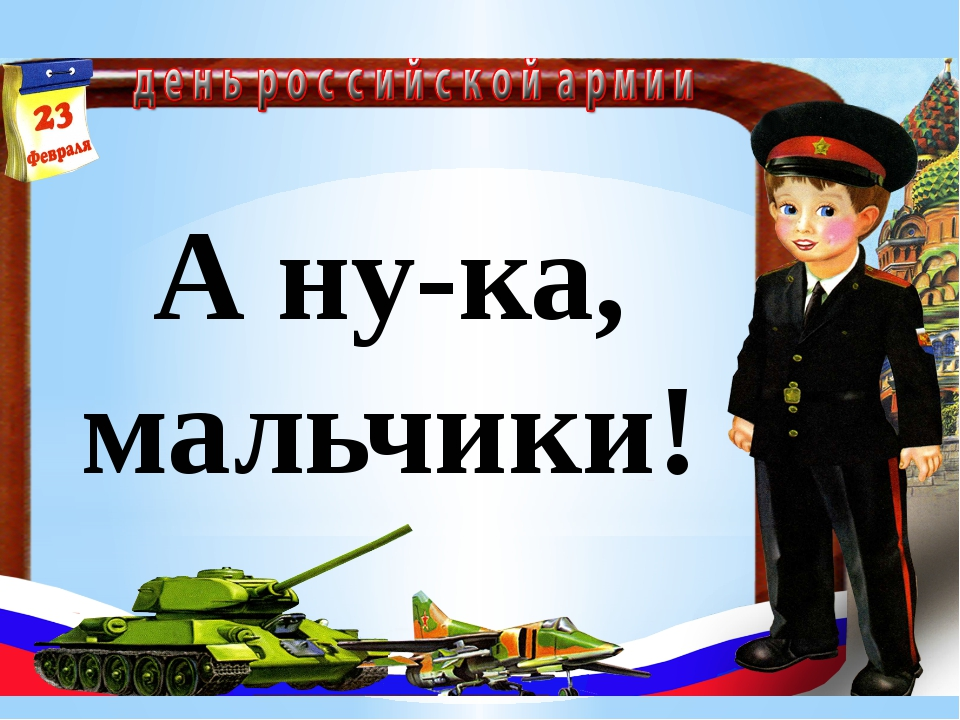 день российской армии
23
февраля
А ну-ка,
мальчики!